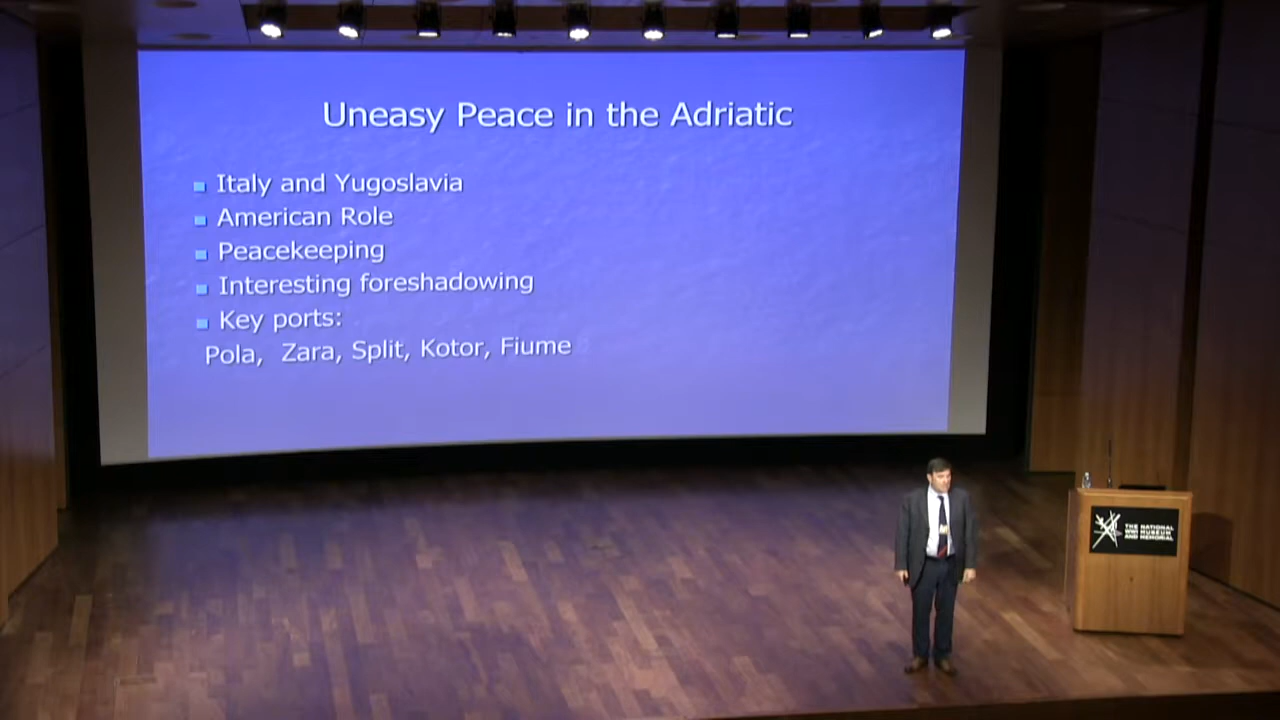 Uneasy Peace in the Adriatic
Italy and Yugoslavia
American Role
Peacekeeping
Interesting foreshadowing
Key ports:
Pola, Zara, Split, Kotor, Fiume
THE NATIONAL
WWI MUSEUM
AND MEMORIAL